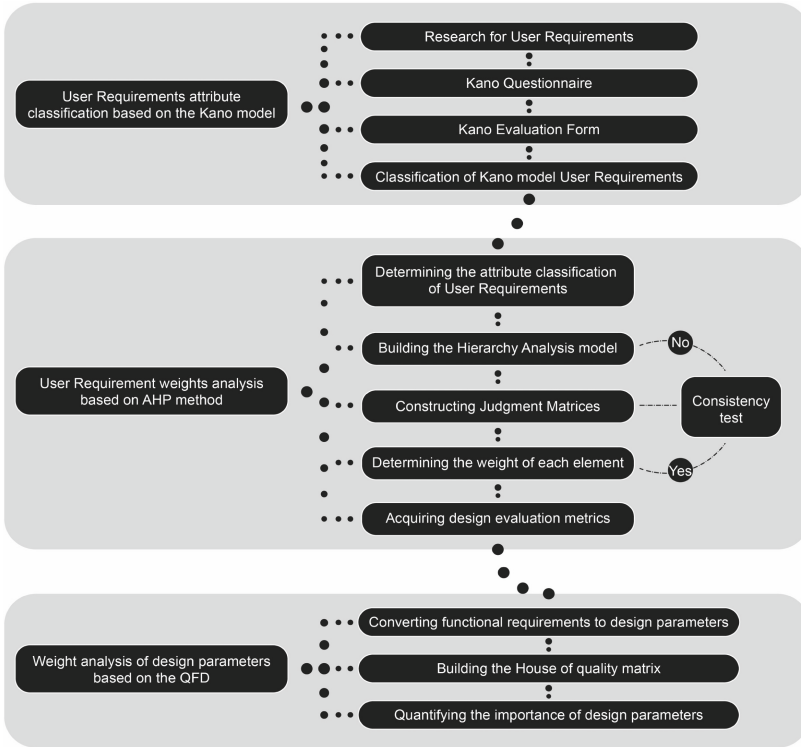 User Requirements attribute
classification based on the Kano model
Research for User Requirements
Kano Questionnaire
Kano Evaluation Form
Classification of Kano model User Requirements
User Requirement weights analysis
based on AHP method
Determining the attribute classification
of User Requirements
Building the Hierarchy Analysis model
Constructing Judgment Matrices
Determining the weight of each element
Acquiring design evaluation metrics
No
Consistency
test
Yes
Weight analysis of design parameters
based on the QFD
Converting functional requirements to design parameters
Building the House of quality matrix
Quantifying the importance of design parameters